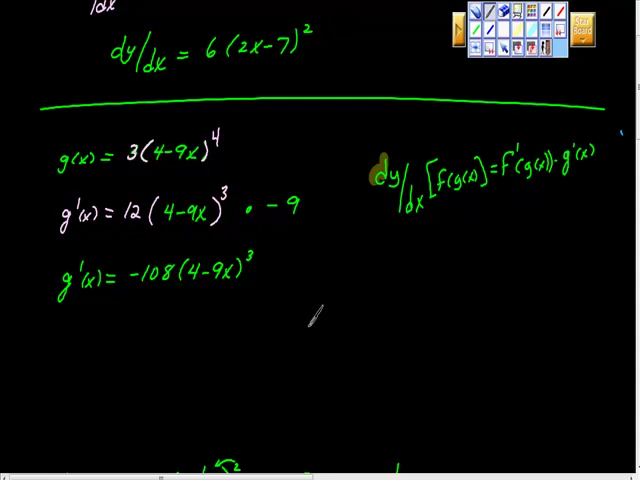 dx
dy/dx = 6(2x-7)²
g(x) = 3(4-9x)⁴
dy/dx [f(g(x)] = f'(g(x)) · g'(x)
g'(x) = 12(4-9x)³ · -9
g'(x) = -108(4-9x)³
Star Board